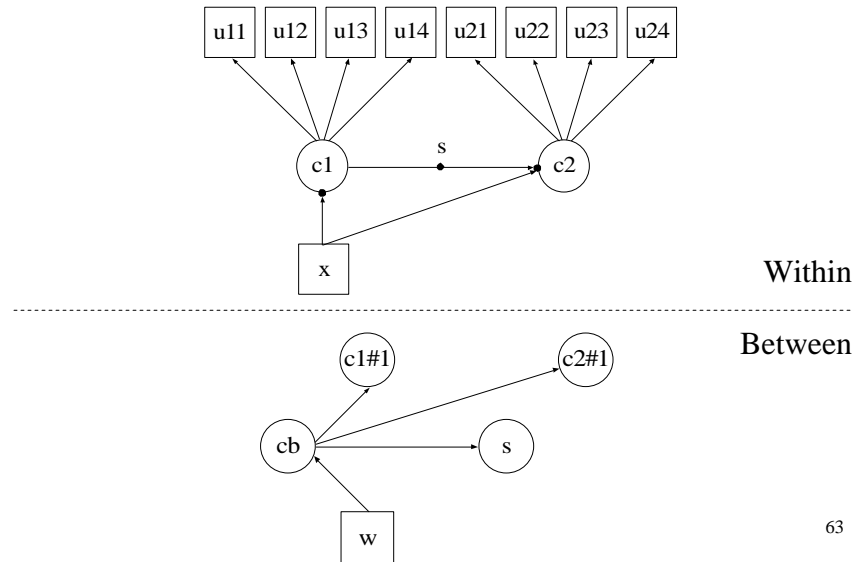 u11 u12 u13 u14 u21 u22 u23 u24
s
c1 c2
x
Within
Between
c1#1 c2#1
cb s
w
63